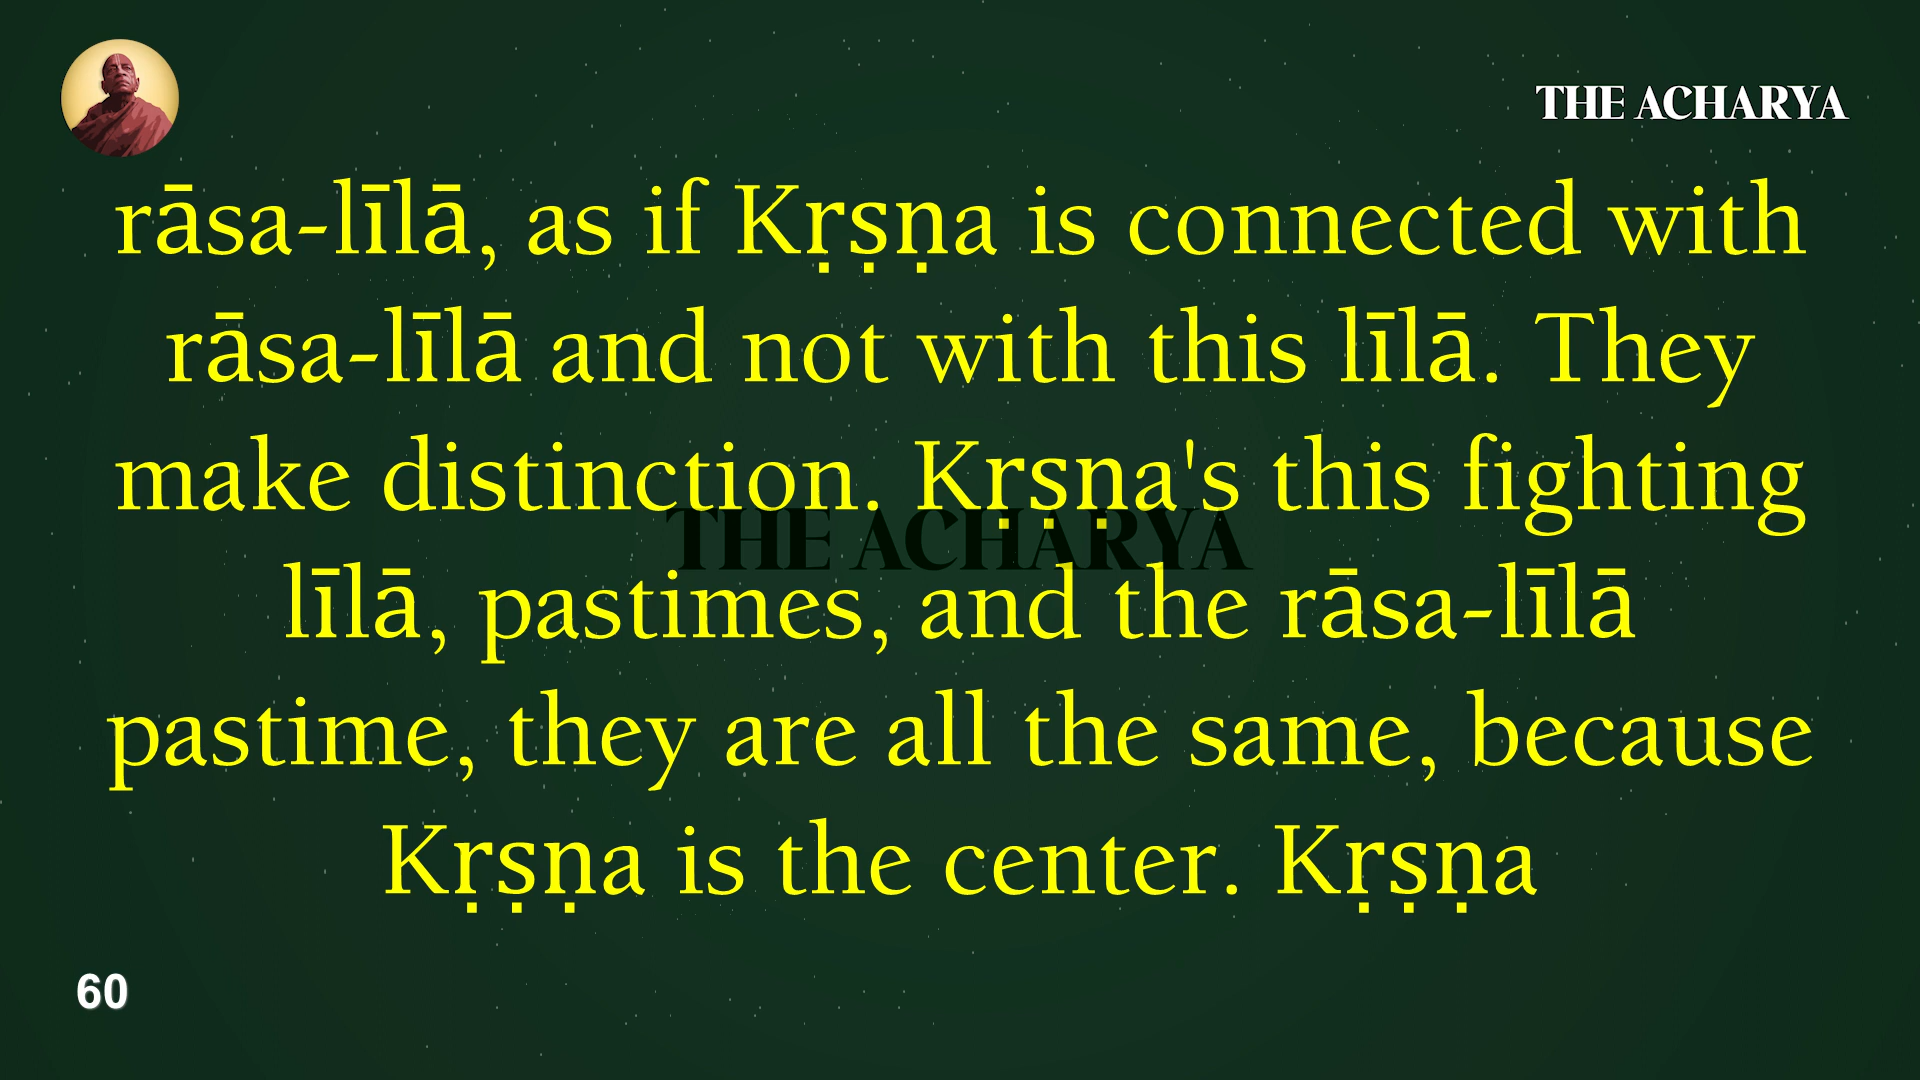 THE ACHARYA
rāsa-līlā, as if Kṛṣṇa is connected with
rāsa-līlā and not with this līlā. They
make distinction. Kṛṣṇa's this fighting
THE ACHARYA
līlā, pastimes, and the rāsa-līlā
pastime, they are all the same, because
Kṛṣṇa is the center. Kṛṣṇa
60